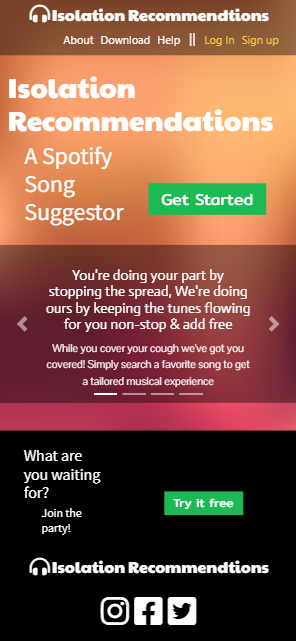 Isolation Recommendtions
About Download Help || Log In Sign up
Isolation
Recommendations
A Spotify
Song
Suggestor
Get Started
You're doing your part by
stopping the spread, We're doing
ours by keeping the tunes flowing
for you non-stop & add free
While you cover your cough we've got you
covered! Simply search a favorite song to get
a tailored musical experience
What are
you waiting
for?
Join the
party!
Try it free
Isolation Recommendtions